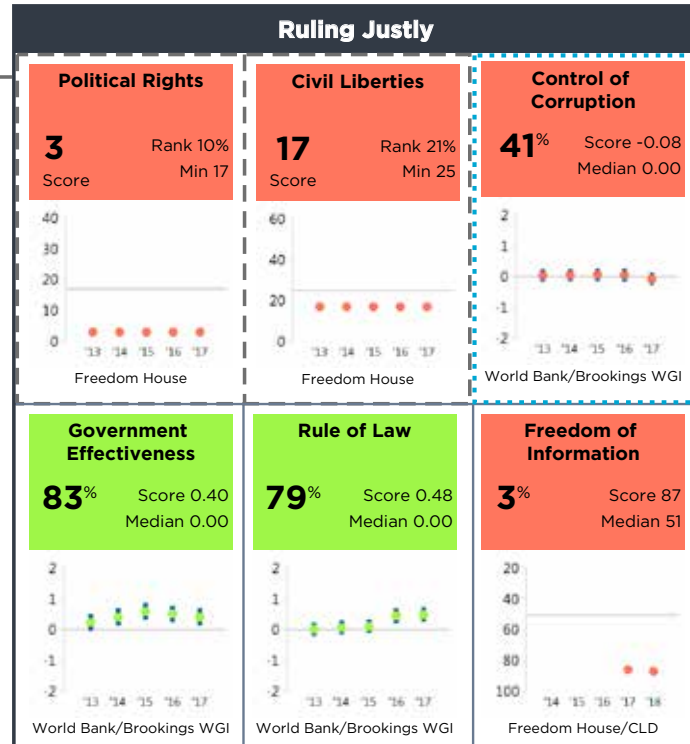 Ruling Justly
Political Rights
3
Score
Rank 10%
Min 17
40
30
20
10
0
'13 '14 '15 '16 '17
Freedom House
Civil Liberties
17
Score
Rank 21%
Min 25
60
40
20
0
'13 '14 '15 '16 '17
Freedom House
Control of
Corruption
41%
Score -0.08
Median 0.00
2
1
0
-1
-2
'13 '14 '15 '16 '17
World Bank/Brookings WGI
Government
Effectiveness
83%
Score 0.40
Median 0.00
2
1
0
-1
-2
'13 '14 '15 '16 '17
World Bank/Brookings WGI
Rule of Law
79%
Score 0.48
Median 0.00
2
1
0
-1
-2
'13 '14 '15 '16 '17
World Bank/Brookings WGI
Freedom of
Information
3%
Score 87
Median 51
20
40
60
80
100
'14 '15 '16 '17 '18
Freedom House/CLD